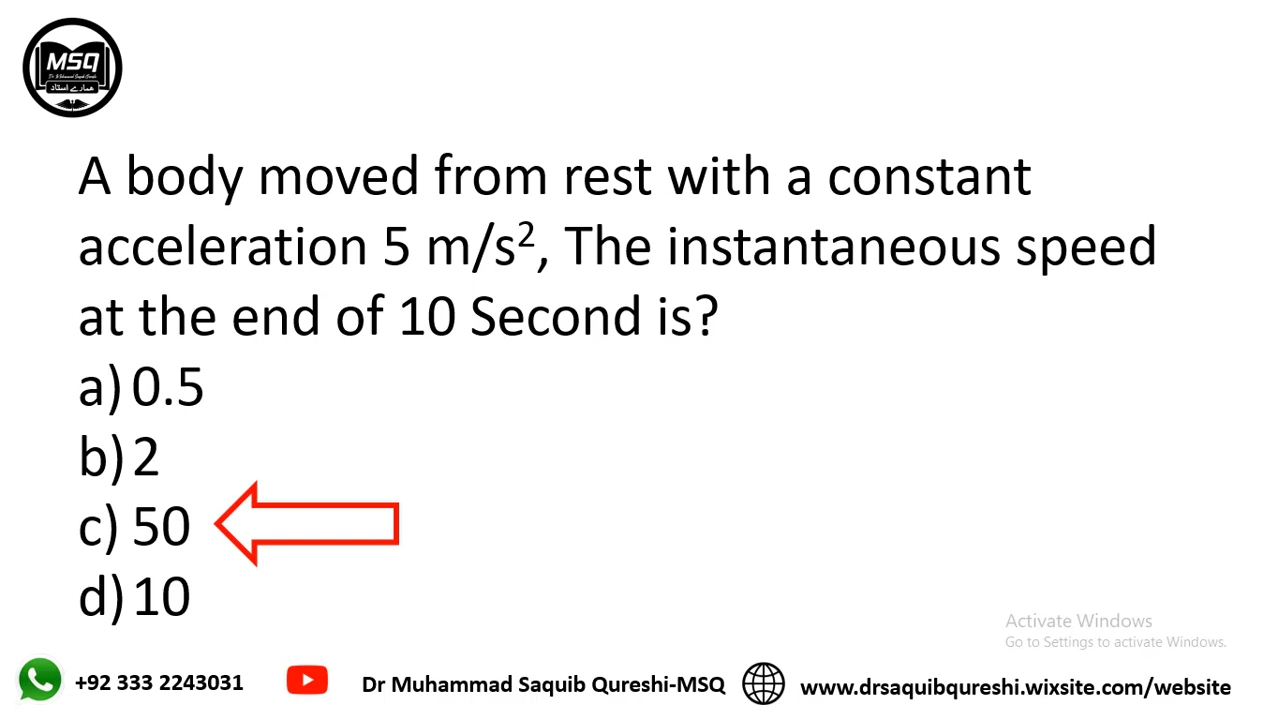 MSQ
ھمارے استاد
A body moved from rest with a constant
acceleration 5 m/s², The instantaneous speed
at the end of 10 Second is?
a) 0.5
b) 2
c) 50
d) 10
Activate Windows
Go to Settings to activate Windows.
+92 333 2243031
Dr Muhammad Saquib Qureshi-MSQ
www.drsaquibqureshi.wixsite.com/website